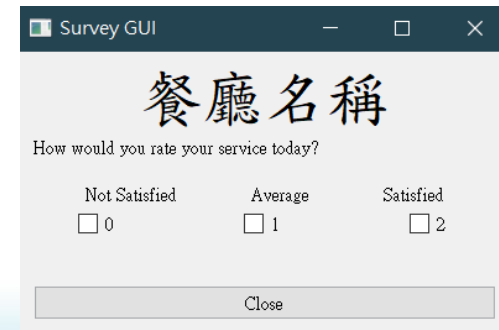 Survey GUI
餐廳名稱
How would you rate your service today?
Not Satisfied Average Satisfied
0 1 2
Close